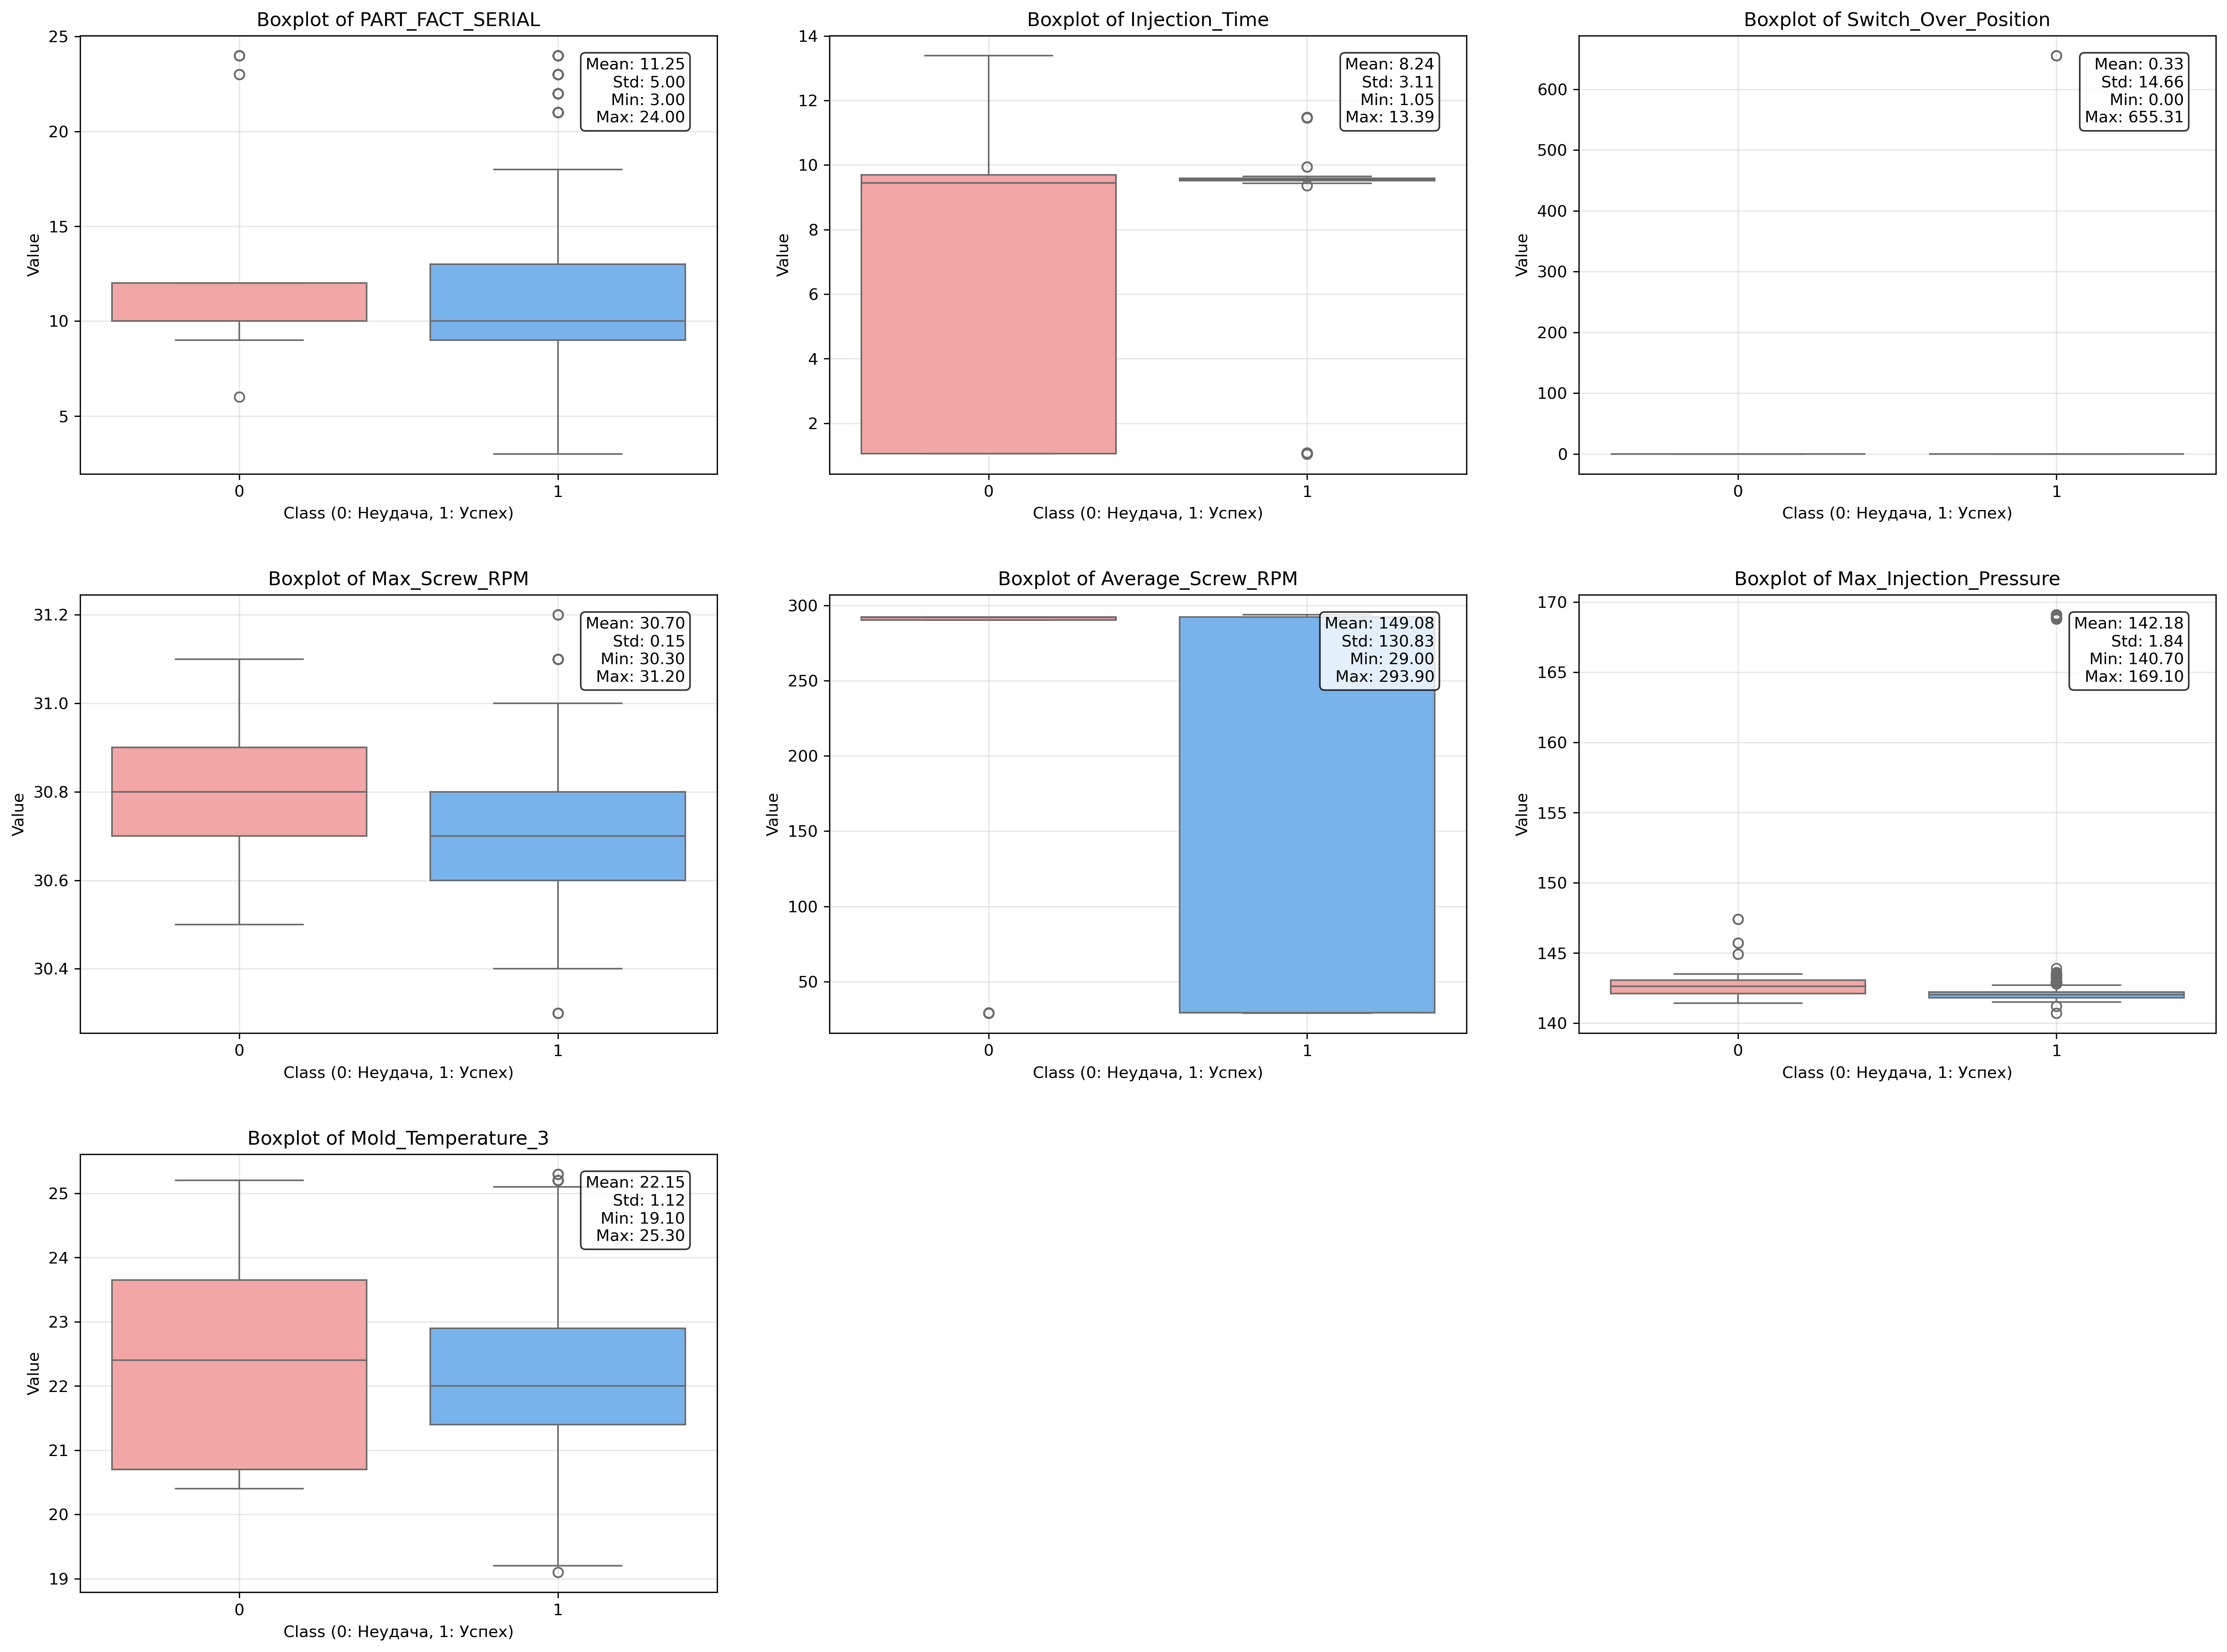 Boxplot of PART_FACT_SERIAL
25
20
15
10
5
Value
Mean: 11.25
Std: 5.00
Min: 3.00
Max: 24.00
0
1
Class (0: Неудача, 1: Успех)
Boxplot of Injection_Time
14
12
10
8
6
4
2
Value
Mean: 8.24
Std: 3.11
Min: 1.05
Max: 13.39
0
1
Class (0: Неудача, 1: Успех)
Boxplot of Switch_Over_Position
600
500
400
300
200
100
0
Value
Mean: 0.33
Std: 14.66
Min: 0.00
Max: 655.31
0
1
Class (0: Неудача, 1: Успех)
Boxplot of Max_Screw_RPM
31.2
31.0
30.8
30.6
30.4
Value
Mean: 30.70
Std: 0.15
Min: 30.30
Max: 31.20
0
1
Class (0: Неудача, 1: Успех)
Boxplot of Average_Screw_RPM
300
250
200
150
100
50
Value
Mean: 149.08
Std: 130.83
Min: 29.00
Max: 293.90
0
1
Class (0: Неудача, 1: Успех)
Boxplot of Max_Injection_Pressure
170
165
160
155
150
145
140
Value
Mean: 142.18
Std: 1.84
Min: 140.70
Max: 169.10
0
1
Class (0: Неудача, 1: Успех)
Boxplot of Mold_Temperature_3
25
24
23
22
21
20
19
Value
Mean: 22.15
Std: 1.12
Min: 19.10
Max: 25.30
0
1
Class (0: Неудача, 1: Успех)